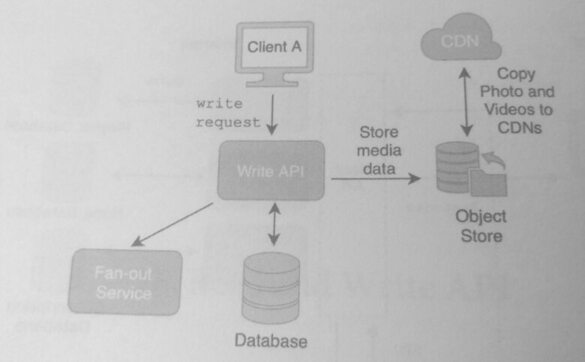 Client A
CDN
write
request
Copy
Photo and
Videos to
CDNs
Store
media
data
Write API
Object
Store
Fan-out
Service
Database